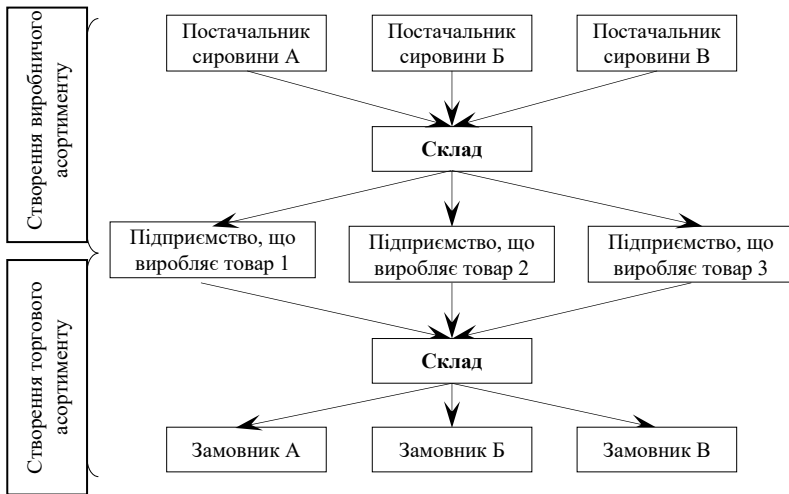 Створення виробничого
асортименту
Постачальник
сировини А
Постачальник
сировини Б
Постачальник
сировини В
Склад
Підприємство, що
виробляє товар 1
Підприємство, що
виробляє товар 2
Підприємство, що
виробляє товар 3
Створення торгового
асортименту
Склад
Замовник А
Замовник Б
Замовник В